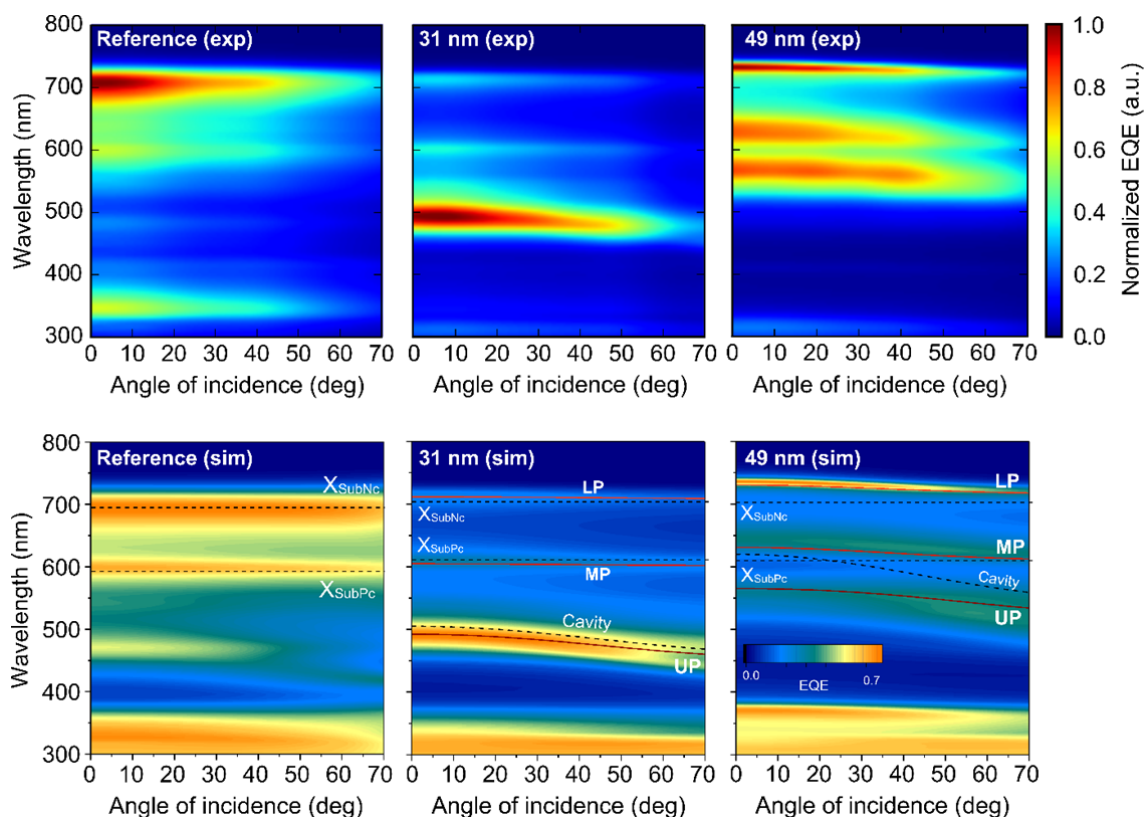 Reference (exp)
31 nm (exp)
49 nm (exp)
800
700
600
500
400
300
Wavelength (nm)
0 10 20 30 40 50 60 70
0 10 20 30 40 50 60 70
0 10 20 30 40 50 60 70
Angle of incidence (deg)
Angle of incidence (deg)
Angle of incidence (deg)
1.0
0.8
0.6
0.4
0.2
0.0
Normalized EQE (a.u.)
Reference (sim)
31 nm (sim)
49 nm (sim)
800
700
600
500
400
300
Wavelength (nm)
XSubNc
XSubPc
LP
XSubNc
XSubPc
MP
Cavity
UP
LP
XSubNc
MP
XSubPc
Cavity
UP
0.0 0.7
EQE
0 10 20 30 40 50 60 70
0 10 20 30 40 50 60 70
0 10 20 30 40 50 60 70
Angle of incidence (deg)
Angle of incidence (deg)
Angle of incidence (deg)